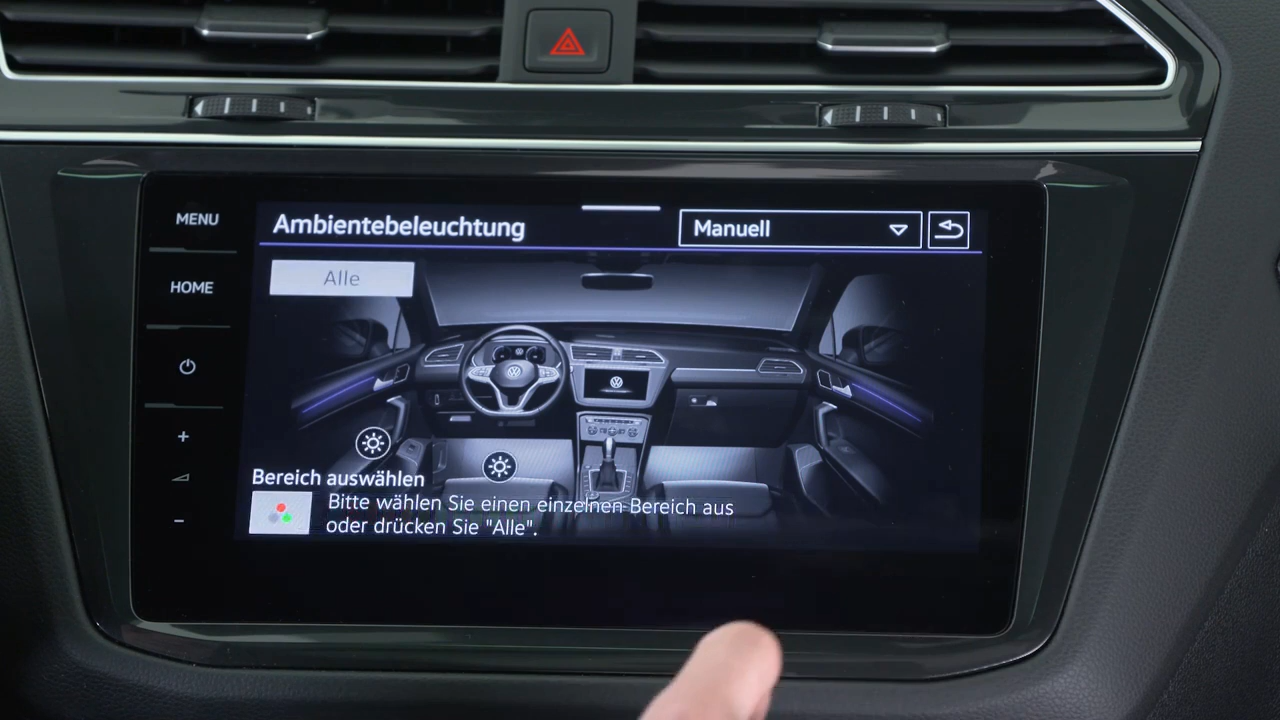 MENU
Ambientebeleuchtung
Manuell
Alle
HOME
+
Bereich auswählen
Bitte wählen Sie einen einzelnen Bereich aus
oder drücken Sie "Alle".
-